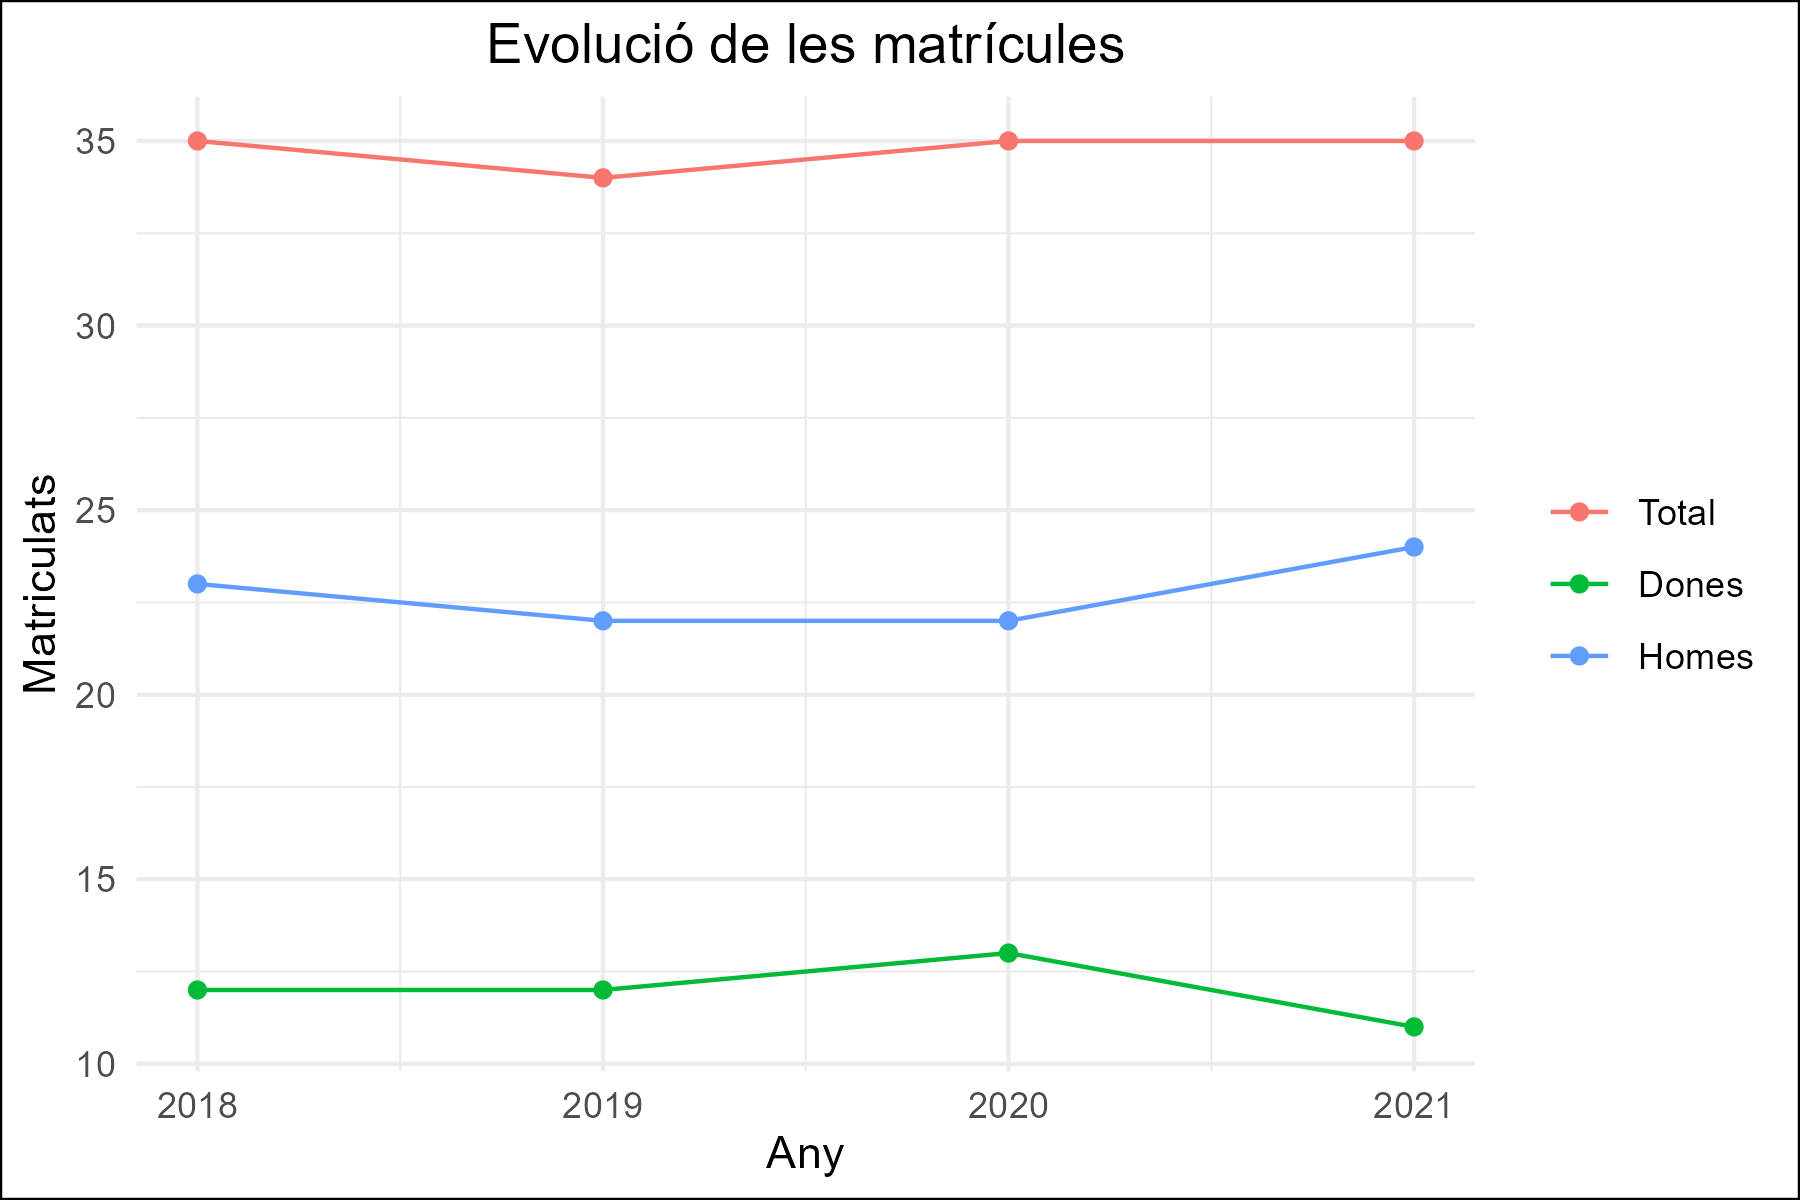 Evolució de les matrícules
Matriculats
35
30
25
20
15
10
2018 2019 2020 2021
Any
Total
Dones
Homes